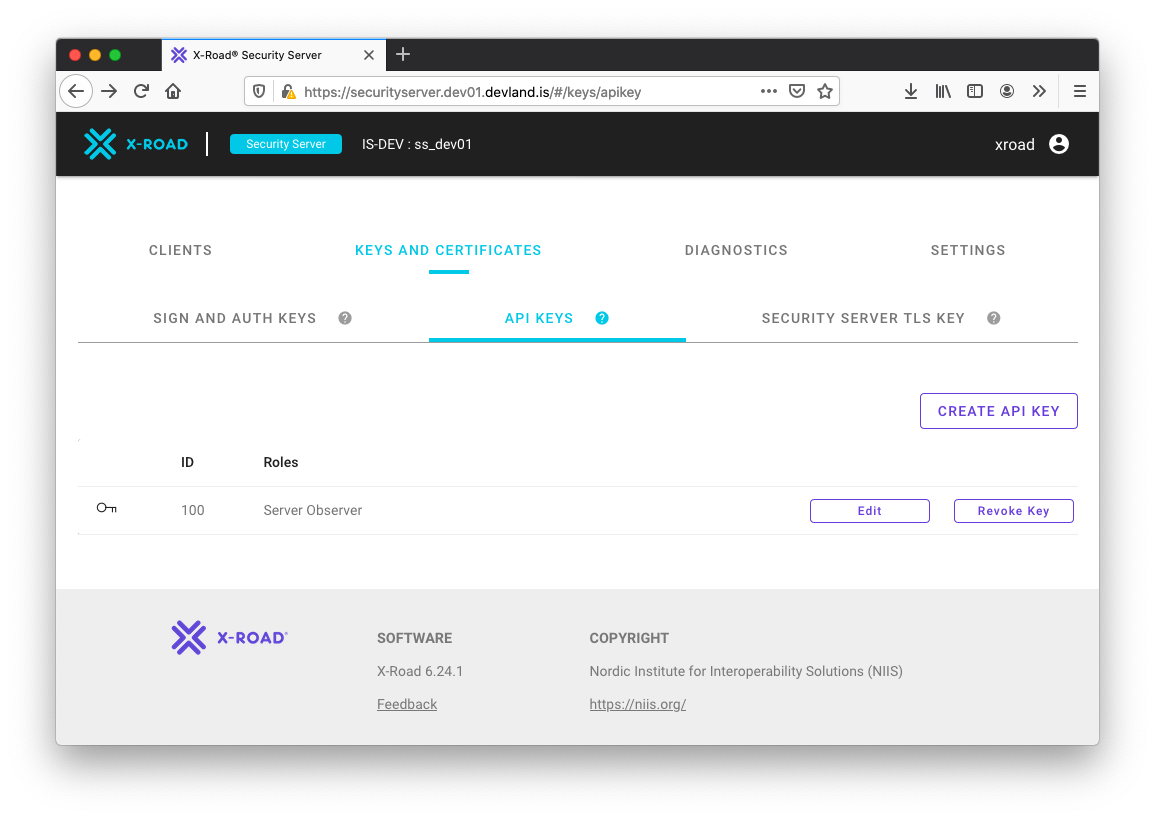 X-Road® Security Server
https://securityserver.dev01.devland.is/#/keys/apikey
X-ROAD Security Server IS-DEV : ss_dev01 xroad
CLIENTS KEYS AND CERTIFICATES DIAGNOSTICS SETTINGS
SIGN AND AUTH KEYS ? API KEYS ? SECURITY SERVER TLS KEY ?
CREATE API KEY
ID Roles
100 Server Observer Edit Revoke Key
X-ROAD® SOFTWARE COPYRIGHT
X-Road 6.24.1 Nordic Institute for Interoperability Solutions (NIIS)
Feedback https://niis.org/